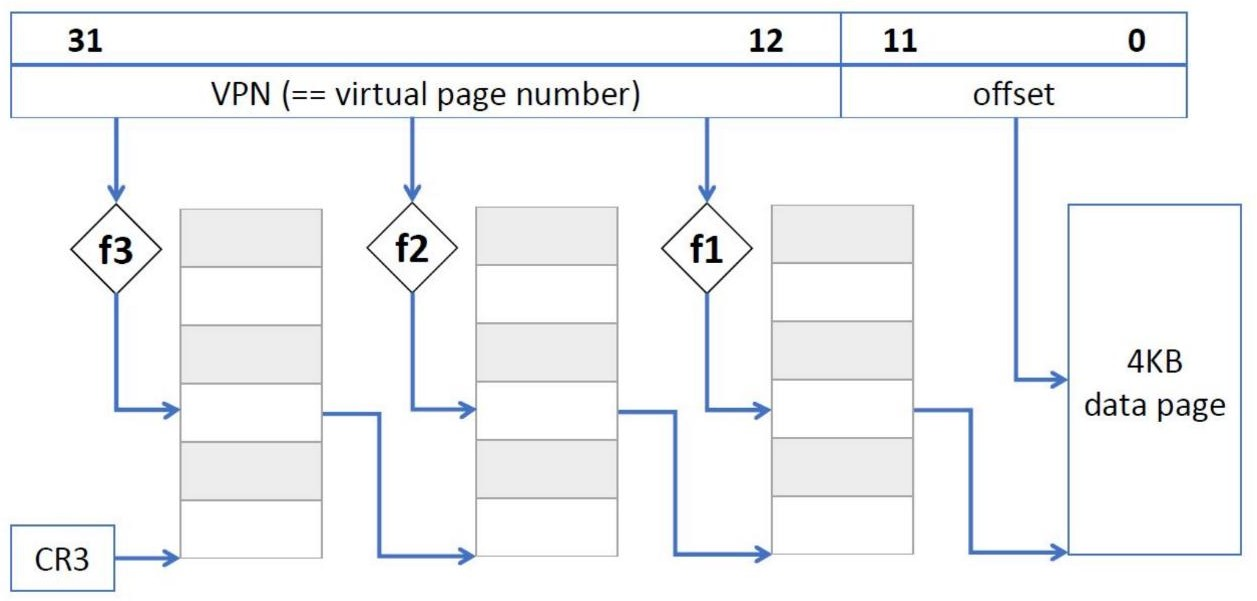 31 12 11 0
VPN (== virtual page number) offset
f3 f2 f1
4KB
data page
CR3